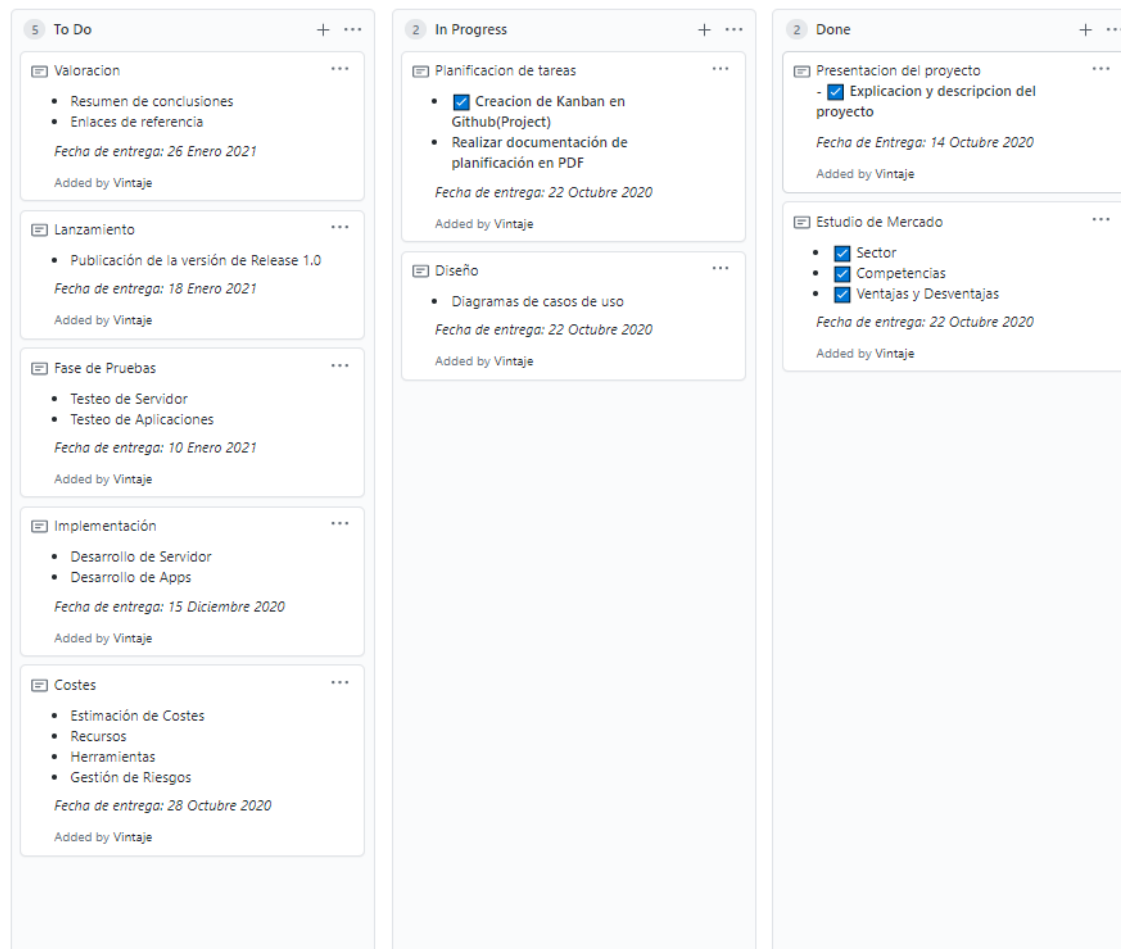 5 To Do
Valoracion
Resumen de conclusiones
Enlaces de referencia
Fecha de entrega: 26 Enero 2021
Added by Vintaje
Lanzamiento
Publicación de la versión de Release 1.0
Fecha de entrega: 18 Enero 2021
Added by Vintaje
Fase de Pruebas
Testeo de Servidor
Testeo de Aplicaciones
Fecha de entrega: 10 Enero 2021
Added by Vintaje
Implementación
Desarrollo de Servidor
Desarrollo de Apps
Fecha de entrega: 15 Diciembre 2020
Added by Vintaje
Costes
Estimación de Costes
Recursos
Herramientas
Gestión de Riesgos
Fecha de entrega: 28 Octubre 2020
Added by Vintaje
2 In Progress
Planificacion de tareas
Creacion de Kanban en
Github(Project)
Realizar documentación de
planificación en PDF
Fecha de entrega: 22 Octubre 2020
Added by Vintaje
Diseño
Diagramas de casos de uso
Fecha de entrega: 22 Octubre 2020
Added by Vintaje
2 Done
Presentacion del proyecto
- Explicacion y descripcion del
proyecto
Fecha de Entrega: 14 Octubre 2020
Added by Vintaje
Estudio de Mercado
Sector
Competencias
Ventajas y Desventajas
Fecha de entrega: 22 Octubre 2020
Added by Vintaje